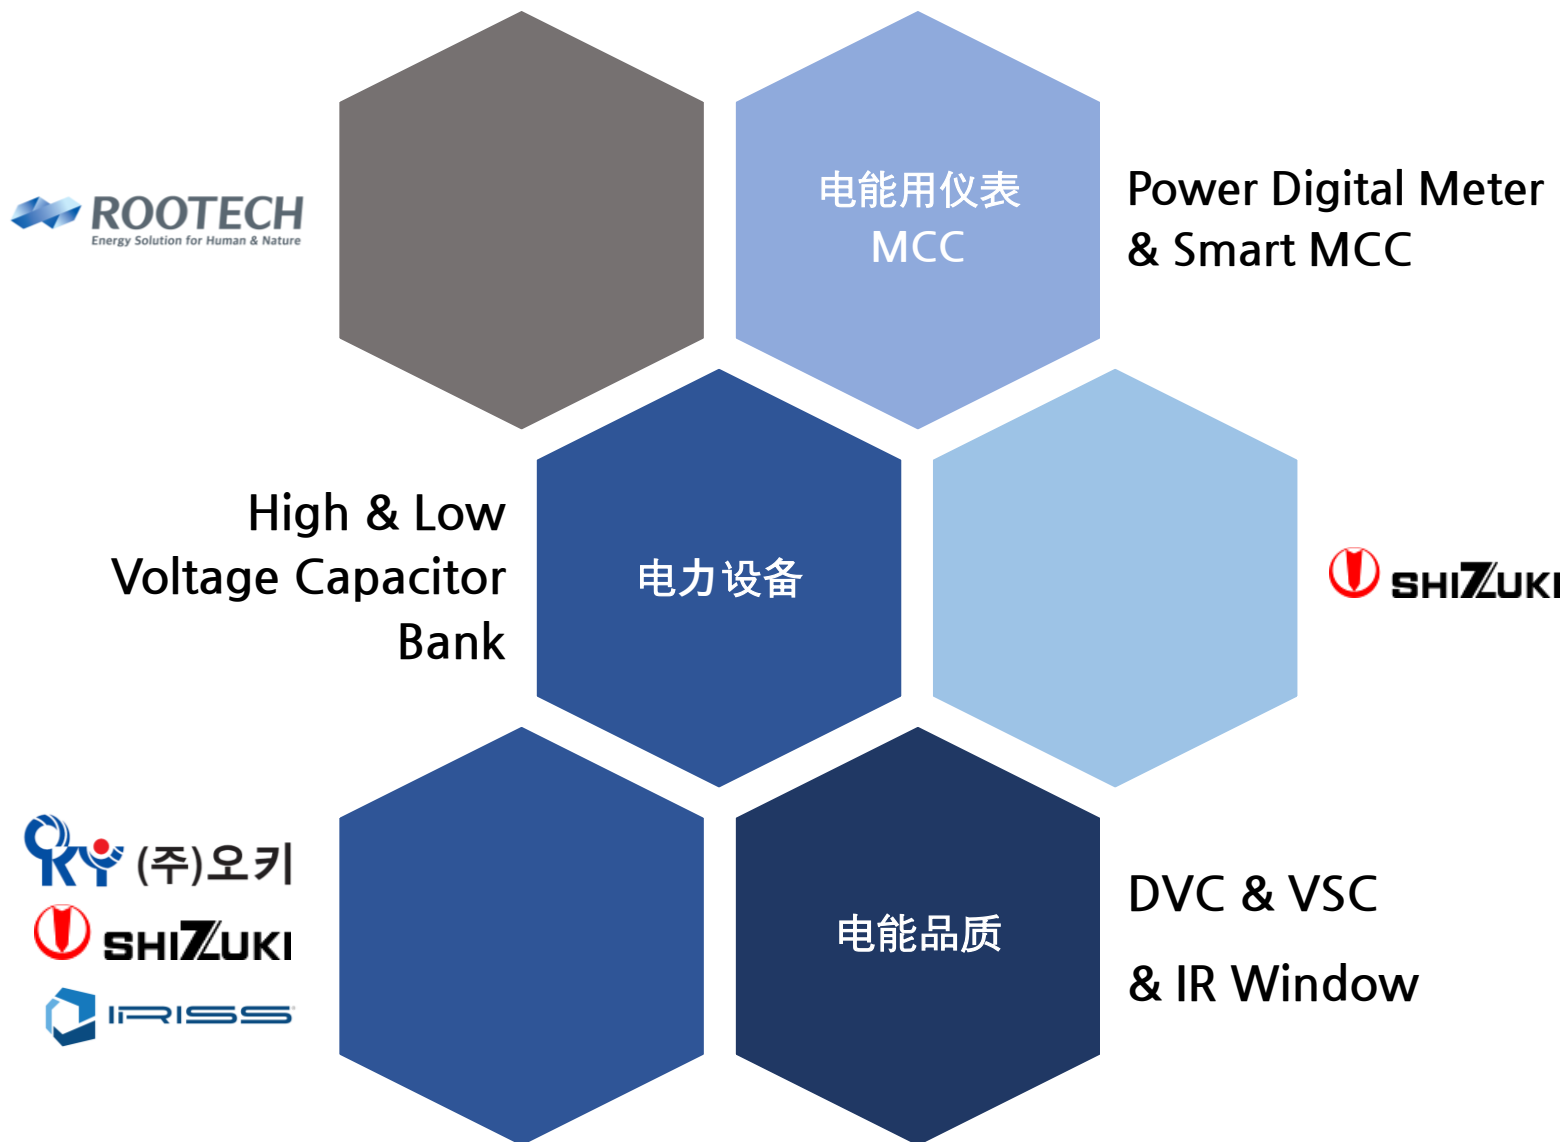 ROOTECH
Energy Solution for Human & Nature
电能用仪表
MCC
Power Digital Meter
& Smart MCC
High & Low
Voltage Capacitor
Bank
电力设备
SHIZUKI
OKY (주)오키
SHIZUKI
IRISS
电能品质
DVC & VSC
& IR Window